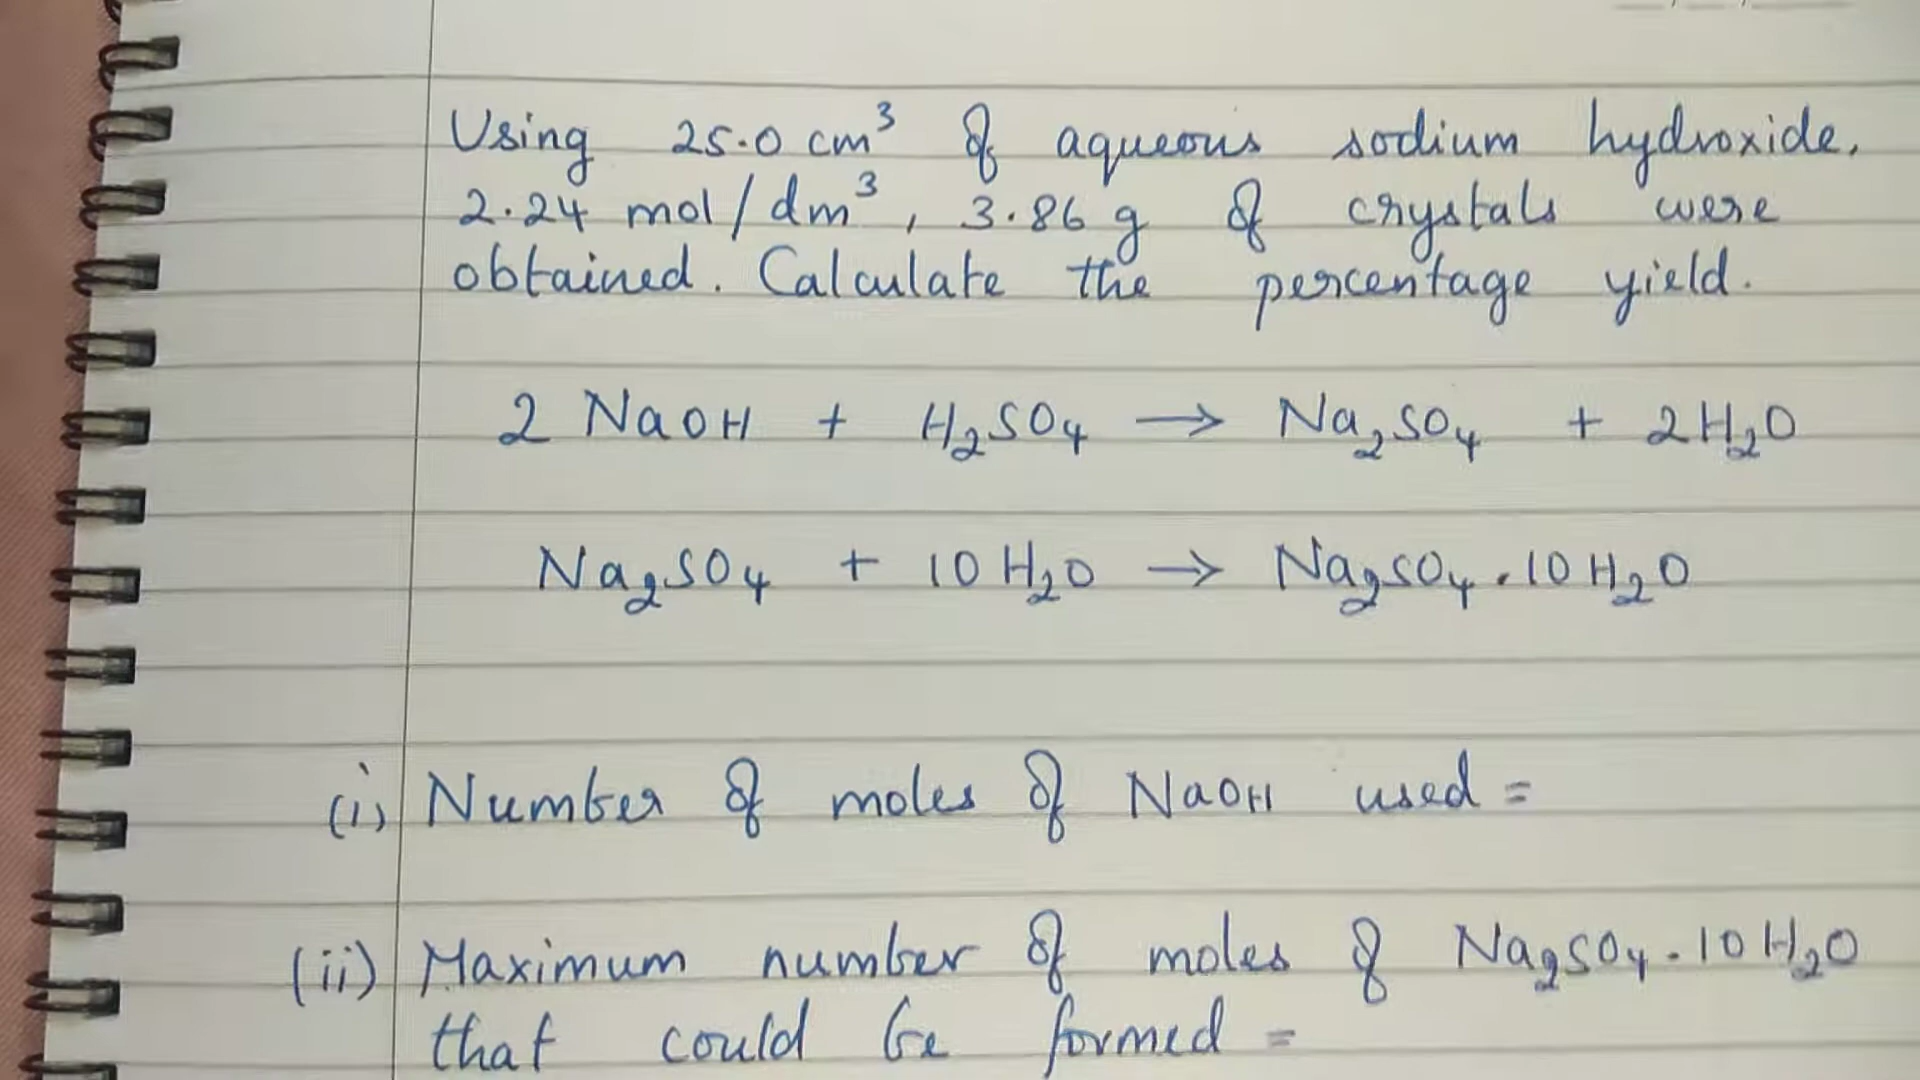 Using 25.0 cm³ of aqueous sodium hydroxide,
2.24 mol/dm³, 3.86 g of crystals were
obtained. Calculate the percentage yield.
2 NaOH + H₂SO₄ → Na₂SO₄ + 2H₂O
Na₂SO₄ + 10 H₂O → Na₂SO₄.10 H₂O
(i) Number of moles of NaOH used =
(ii) Maximum number of moles of Na₂SO₄.10 H₂O
that could be formed =